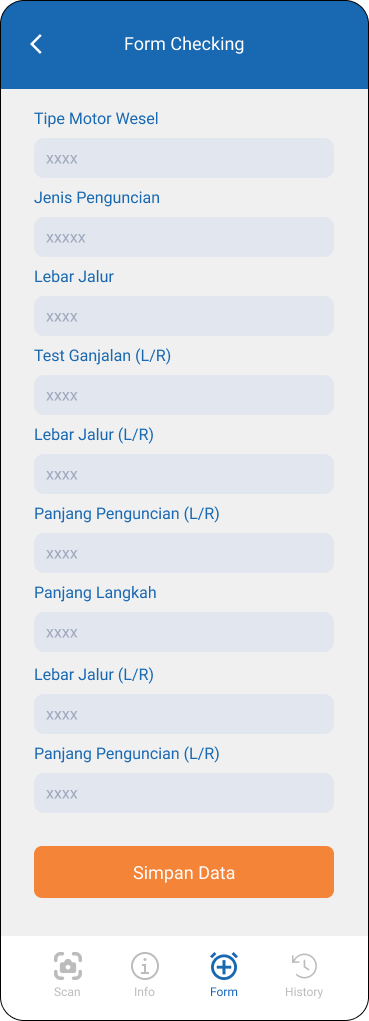 Form Checking
Tipe Motor Wesel
xxxx
Jenis Penguncian
xxxxx
Lebar Jalur
xxxx
Test Ganjalan (L/R)
xxxx
Lebar Jalur (L/R)
xxxx
Panjang Penguncian (L/R)
xxxx
Panjang Langkah
xxxx
Lebar Jalur (L/R)
xxxx
Panjang Penguncian (L/R)
xxxx
Simpan Data
Scan Info Form History